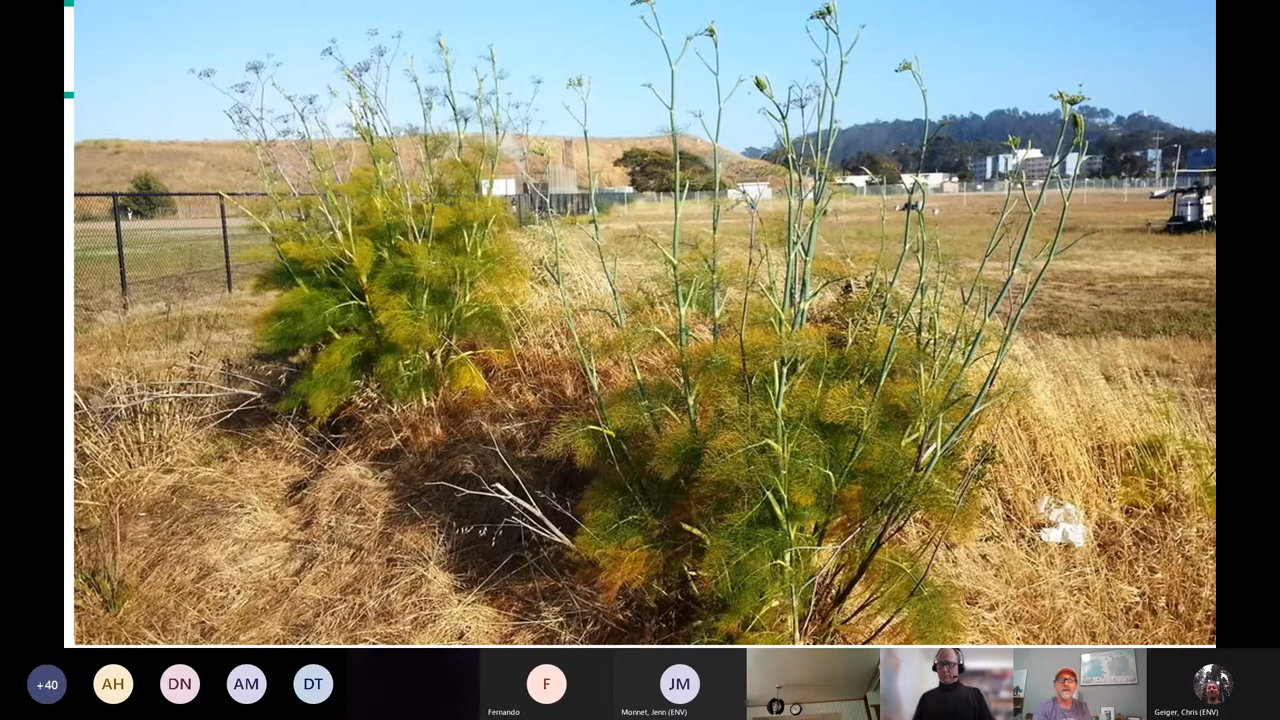 +40
AH
DN
AM
DT
F
Fernando
JM
Monnet, Jenn (ENV)
Geiger, Chris (ENV)